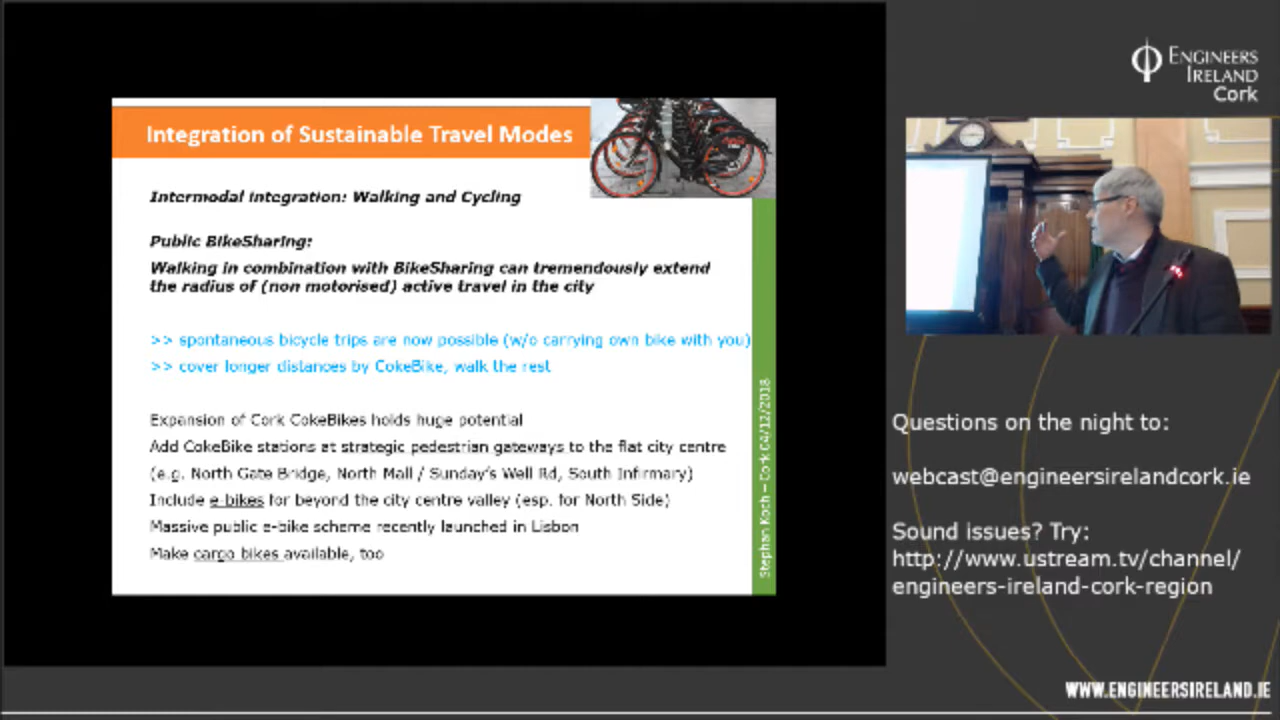 Integration of Sustainable Travel Modes
Intermodal Integration: Walking and Cycling
Public BikeSharing:
Walking in combination with BikeSharing can tremendously extend
the radius of (non motorised) active travel in the city
>> spontaneous bicycle trips are now possible (w/o carrying own bike with you)
>> cover longer distances by CokeBike, walk the rest
Expansion of Cork CokeBikes holds huge potential
Add CokeBike stations at strategic pedestrian gateways to the flat city centre
(e.g. North Gate Bridge, North Mall / Sunday's Well Rd, South Infirmary)
Include e-bikes for beyond the city centre valley (esp. for North Side)
Massive public e-bike scheme recently launched in Lisbon
Make cargo bikes available, too
Stephan Koch – Cork 04/12/2018
ENGINEERS
IRELAND
Cork
Questions on the night to:
webcast@engineersirelandcork.ie
Sound issues? Try:
http://www.ustream.tv/channel/
engineers-ireland-cork-region
WWW.ENGINEERSIRELAND.IE